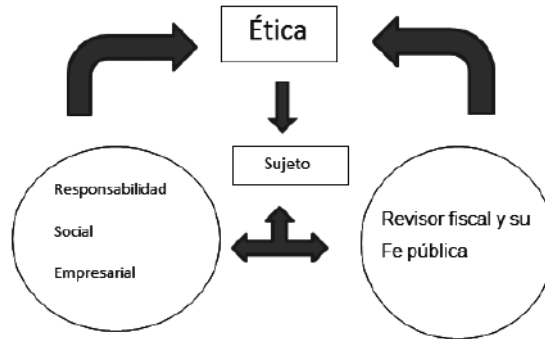 Ética
Sujeto
Responsabilidad
Social
Empresarial
Revisor fiscal y su
Fe pública